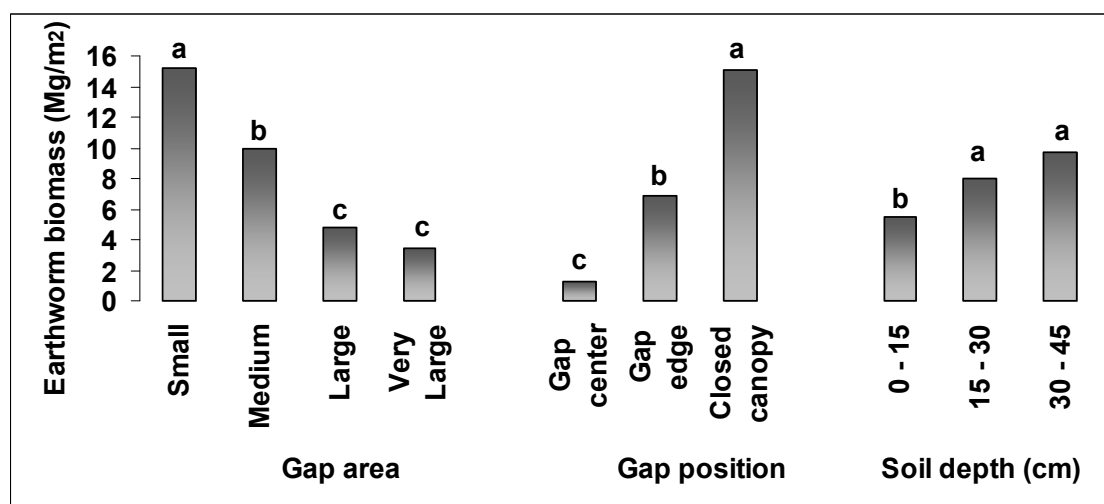 Earthworm biomass (Mg/m2)
16
14
12
10
8
6
4
2
0
a
b
c
c
c
b
a
b
a
a
Small
Medium
Large
Very
Large
Gap
center
Gap
edge
Closed
canopy
0 - 15
15 - 30
30 - 45
Gap area
Gap position
Soil depth (cm)